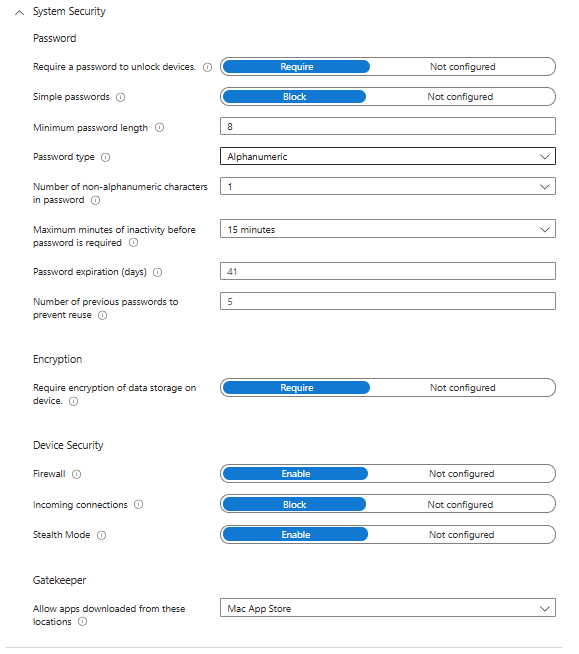 System Security
Password
Require a password to unlock devices. Require Not configured
Simple passwords Block Not configured
Minimum password length 8
Password type Alphanumeric
Number of non-alphanumeric characters 1
in password
Maximum minutes of inactivity before 15 minutes
password is required
Password expiration (days) 41
Number of previous passwords to 5
prevent reuse
Encryption
Require encryption of data storage on Require Not configured
device.
Device Security
Firewall Enable Not configured
Incoming connections Block Not configured
Stealth Mode Enable Not configured
Gatekeeper
Allow apps downloaded from these Mac App Store
locations